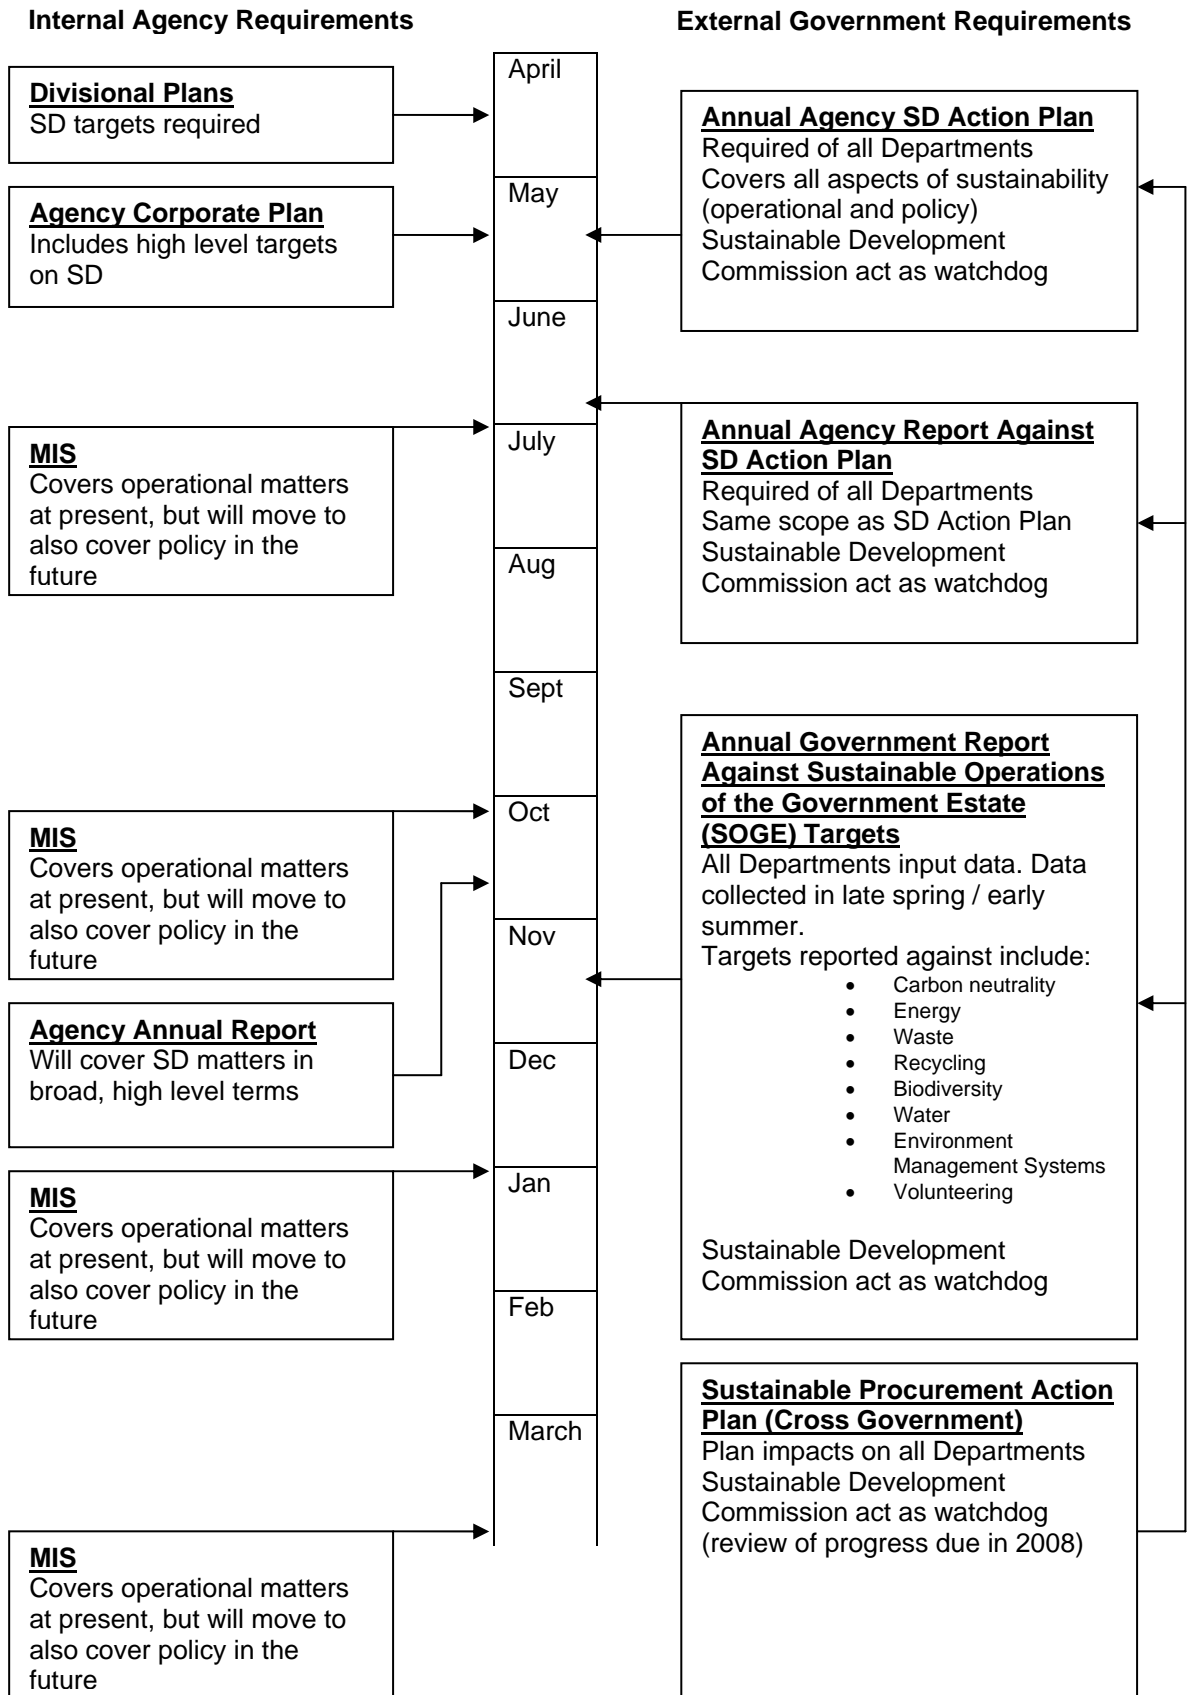 Internal Agency Requirements
External Government Requirements
Divisional Plans
SD targets required
Agency Corporate Plan
Includes high level targets
on SD
MIS
Covers operational matters
at present, but will move to
also cover policy in the
future
MIS
Covers operational matters
at present, but will move to
also cover policy in the
future
Agency Annual Report
Will cover SD matters in
broad, high level terms
MIS
Covers operational matters
at present, but will move to
also cover policy in the
future
MIS
Covers operational matters
at present, but will move to
also cover policy in the
future
April
May
June
July
Aug
Sept
Oct
Nov
Dec
Jan
Feb
March
Annual Agency SD Action Plan
Required of all Departments
Covers all aspects of sustainability
(operational and policy)
Sustainable Development
Commission act as watchdog
Annual Agency Report Against
SD Action Plan
Required of all Departments
Same scope as SD Action Plan
Sustainable Development
Commission act as watchdog
Annual Government Report
Against Sustainable Operations
of the Government Estate
(SOGE) Targets
All Departments input data. Data
collected in late spring / early
summer.
Targets reported against include:
• Carbon neutrality
• Energy
• Waste
• Recycling
• Biodiversity
• Water
• Environment
Management Systems
• Volunteering
Sustainable Development
Commission act as watchdog
Sustainable Procurement Action
Plan (Cross Government)
Plan impacts on all Departments
Sustainable Development
Commission act as watchdog
(review of progress due in 2008)